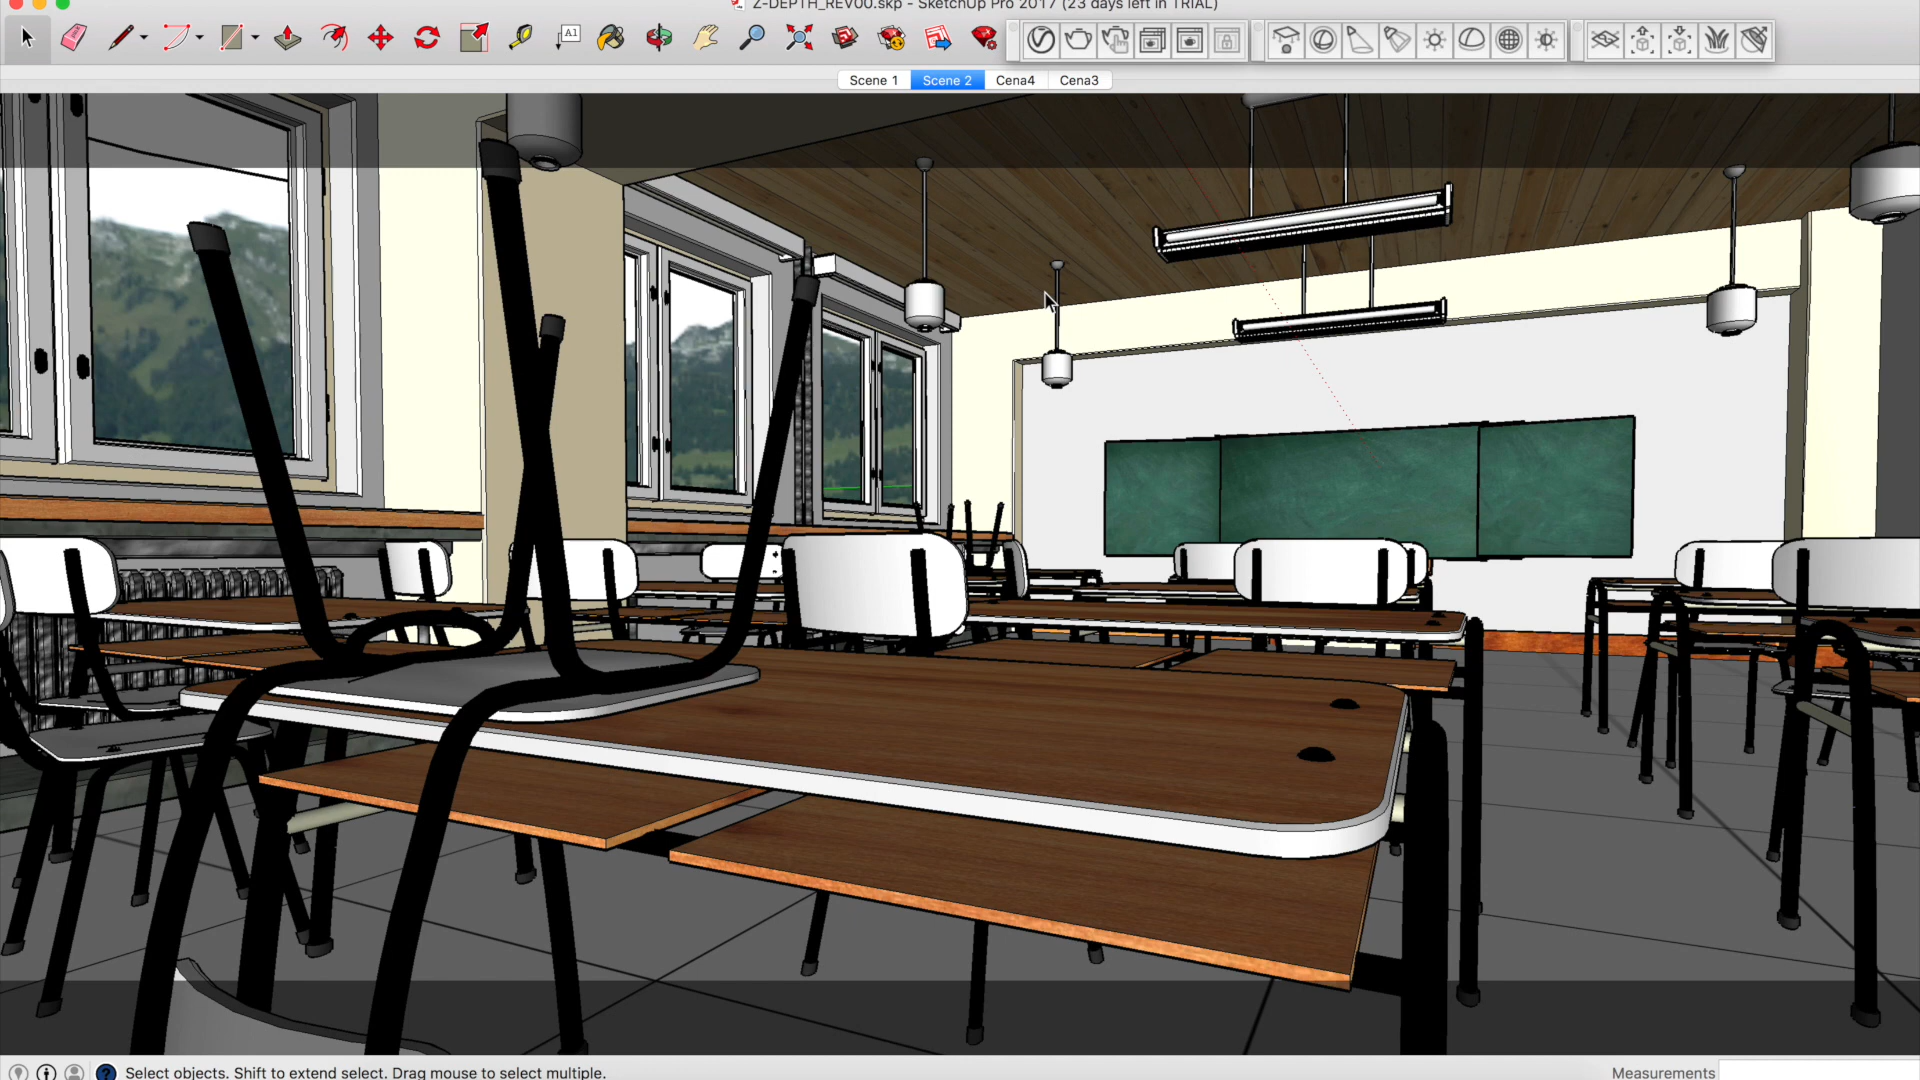 Z-DEPTH_REV00.skp - SketchUp Pro 2017 (23 days left in TRIAL)
A1
Scene 1
Scene 2
Cena4
Cena3
Select objects. Shift to extend select. Drag mouse to select multiple.
Measurements